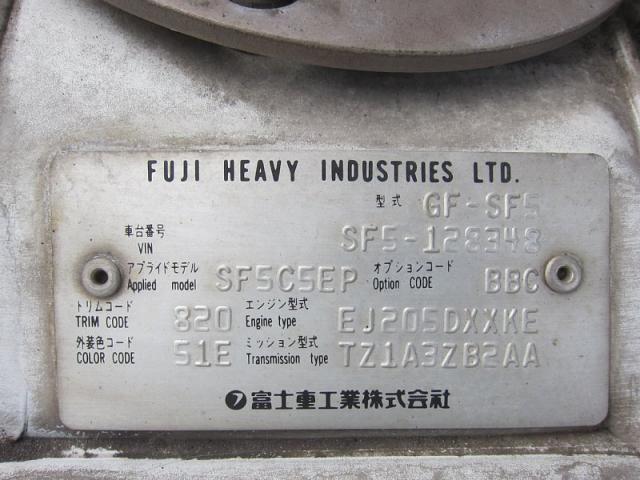 FUJI HEAVY INDUSTRIES LTD.
型式 GF-SF5
車台番号 VIN SF5-128348
アプライドモデル Applied model SF5C5EP オプションコード Option CODE BBC
トリムコード TRIM CODE 820 エンジン型式 Engine type EJ205DXXKE
外装色コード COLOR CODE 51E ミッション型式 Transmission type TZ1A3ZB2AA
富士重工業株式会社